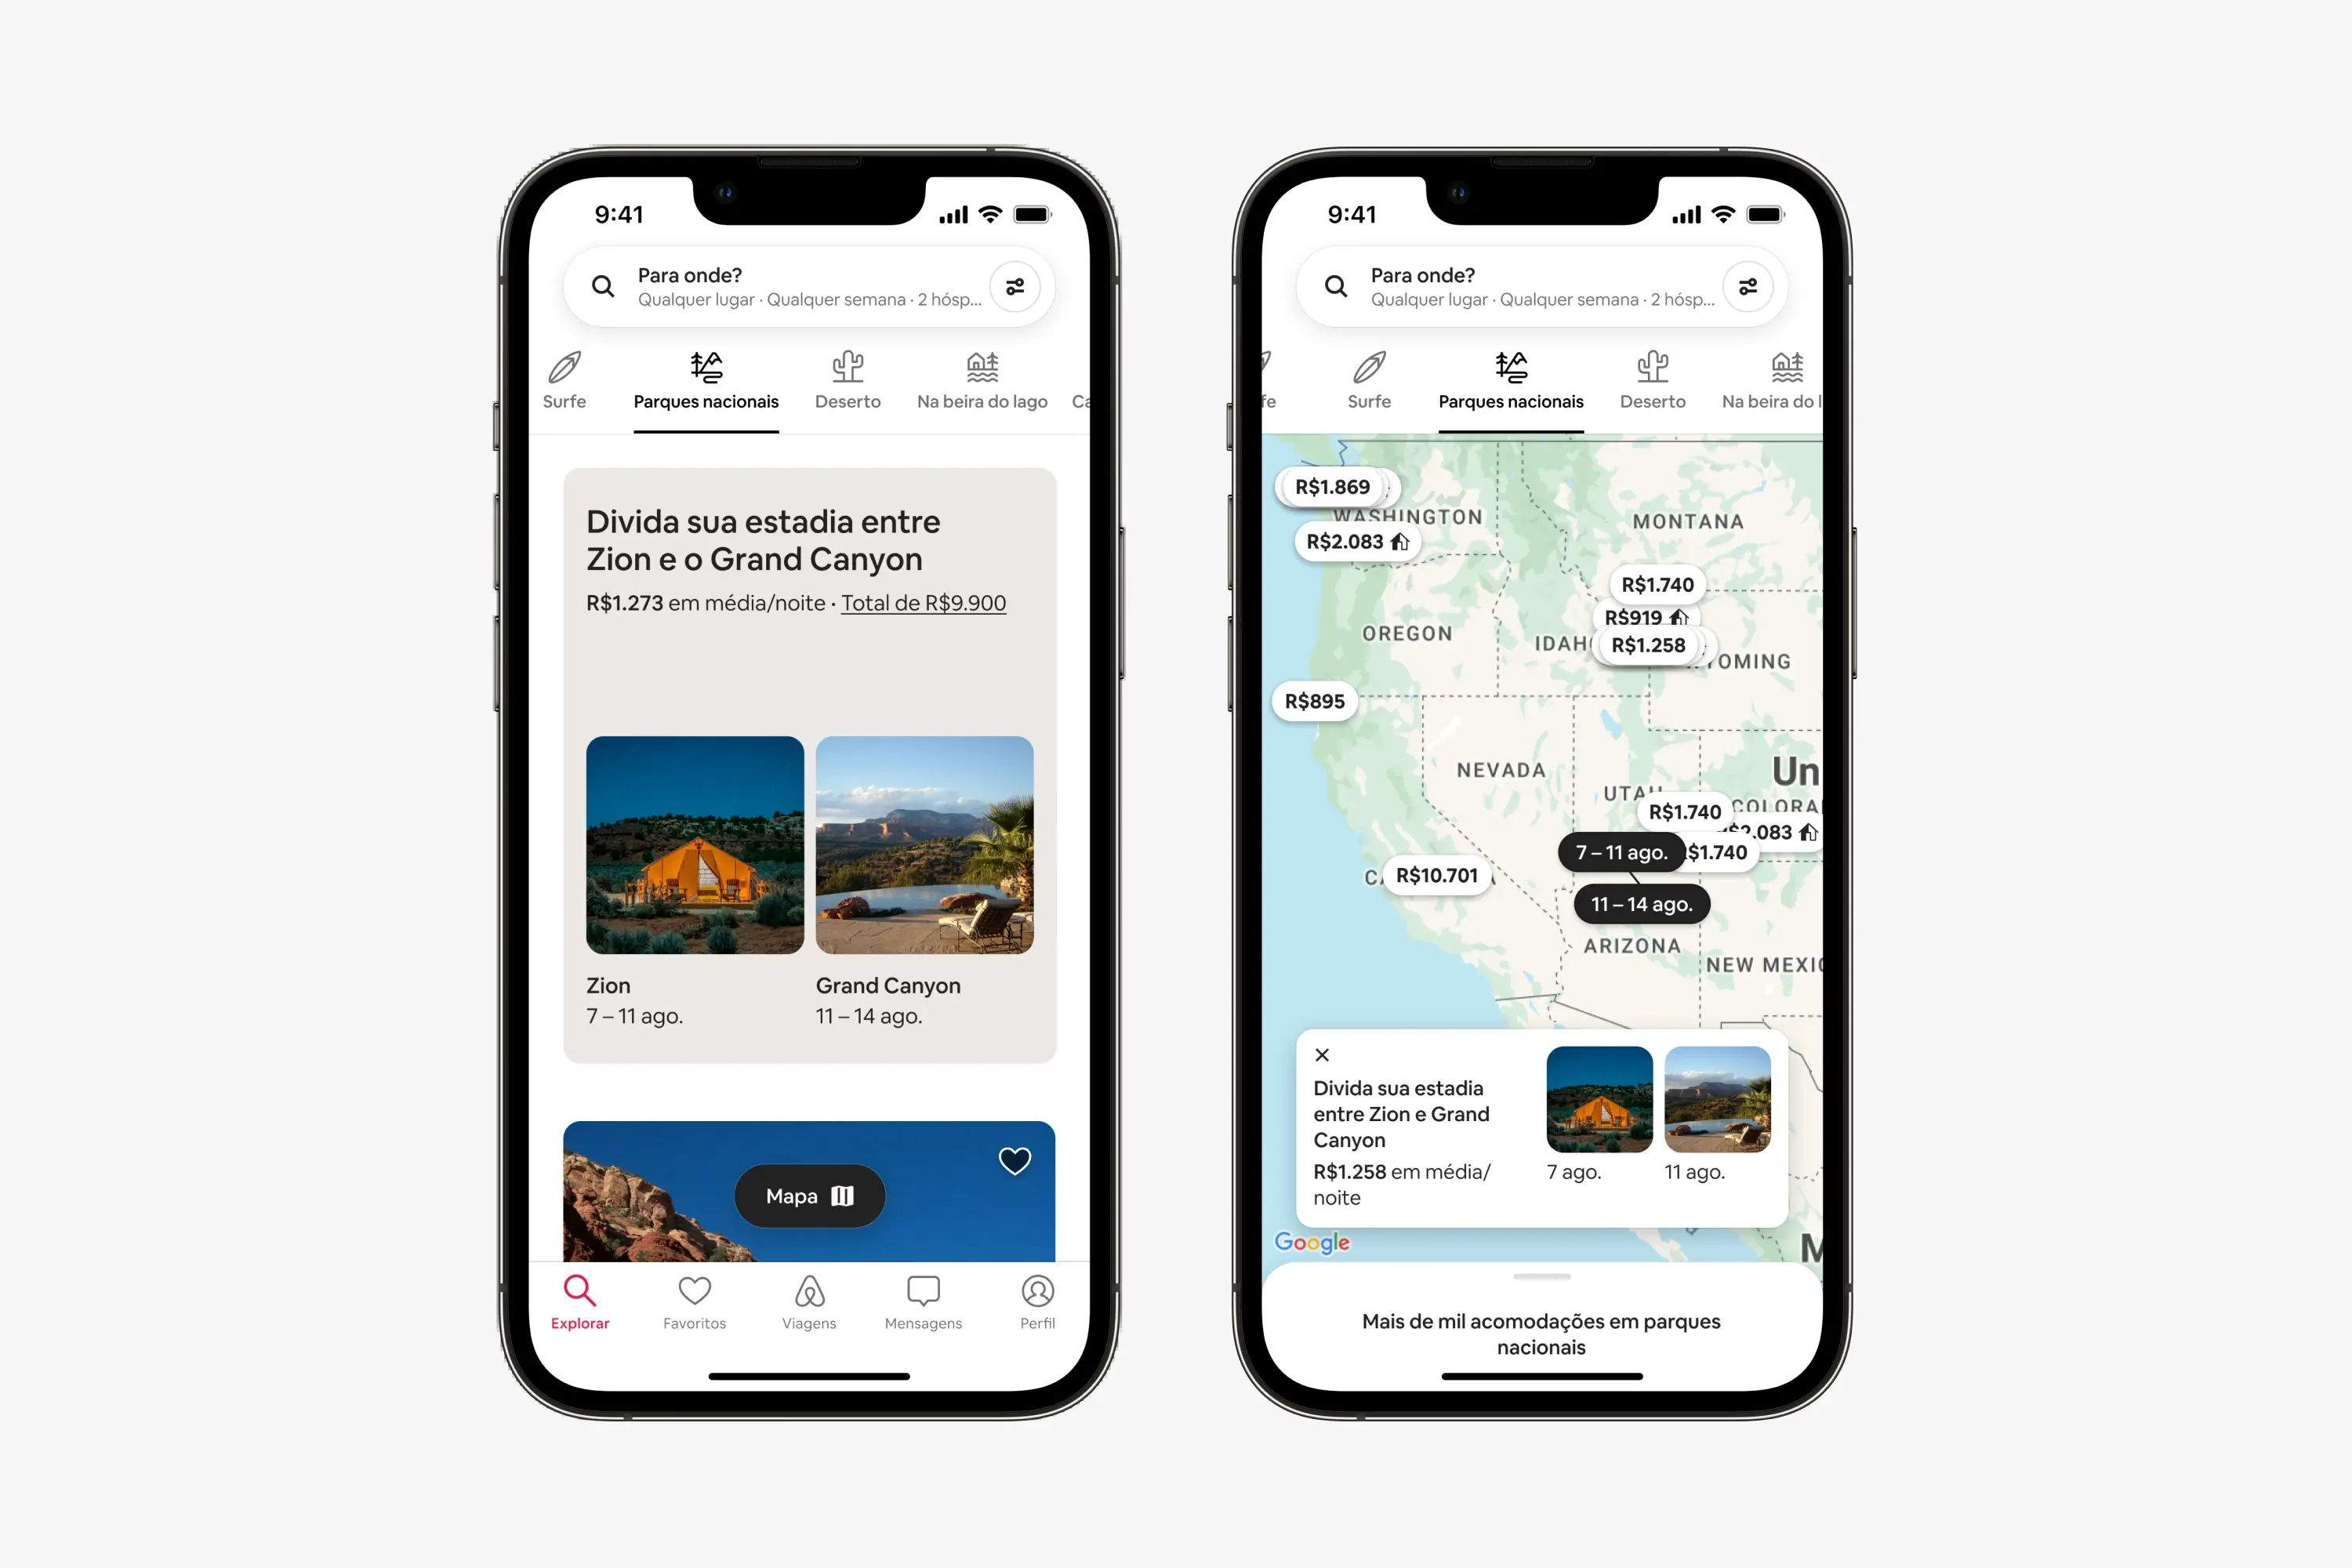 9:41
Para onde?
Qualquer lugar · Qualquer semana · 2 hósp...
Surfe
Parques nacionais
Deserto
Na beira do lago
Ca
Divida sua estadia entre
Zion e o Grand Canyon
R$1.273 em média/noite · Total de R$9.900
Zion
7 – 11 ago.
Grand Canyon
11 – 14 ago.
Mapa
Explorar
Favoritos
Viagens
Mensagens
Perfil
9:41
Para onde?
Qualquer lugar · Qualquer semana · 2 hósp...
fe
Surfe
Parques nacionais
Deserto
Na beira do l
R$1.869
WASHINGTON
MONTANA
R$2.083
R$1.740
R$919
OREGON
IDAH
R$1.258
YOMING
R$895
NEVADA
Un
UTAH
R$1.740
COLORA
$2.083
7 – 11 ago.
$1.740
C
R$10.701
11 – 14 ago.
ARIZONA
NEW MEXIC
Divida sua estadia
entre Zion e Grand
Canyon
R$1.258 em média/
noite
7 ago.
11 ago.
Google
M
Mais de mil acomodações em parques
nacionais